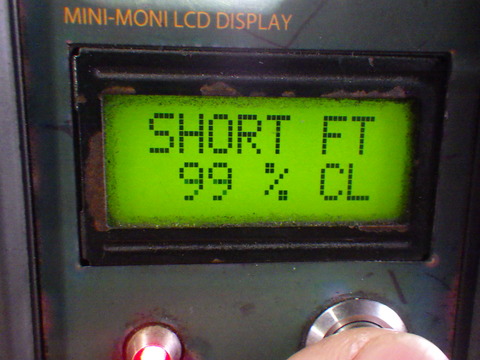 MINI-MONI LCD DISPLAY
SHORT FT
99 % CL